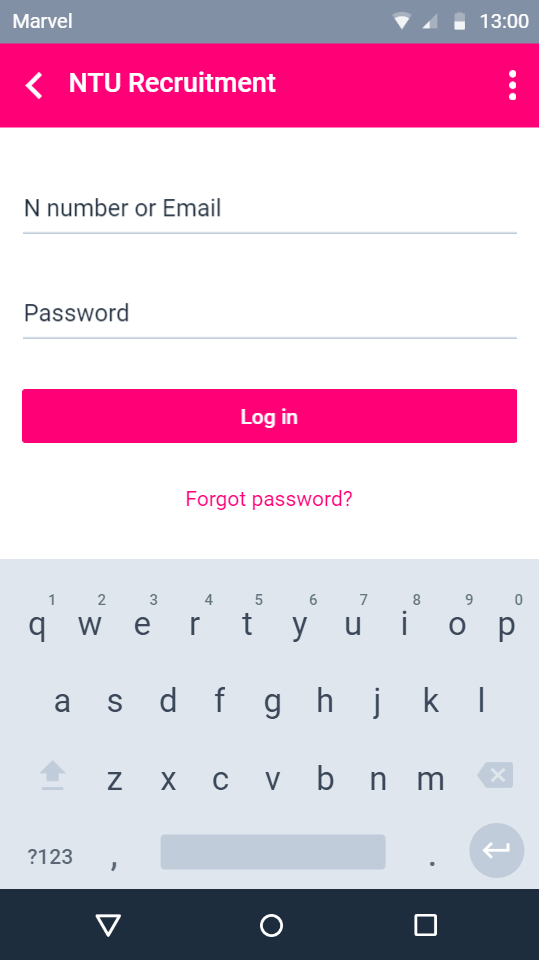 Marvel 13:00
NTU Recruitment
N number or Email
Password
Log in
Forgot password?
1 2 3 4 5 6 7 8 9 0
q w e r t y u i o p
a s d f g h j k l
z x c v b n m
?123 , .